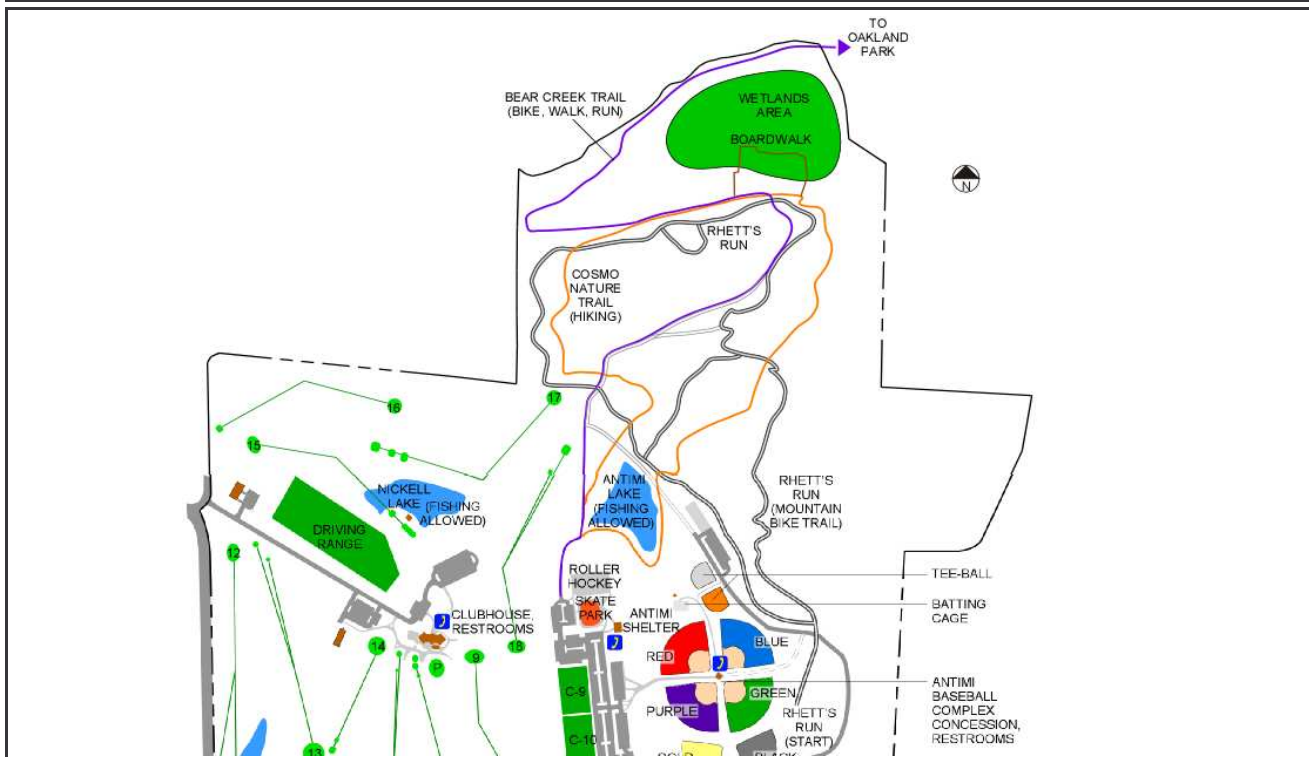 TO
OAKLAND
PARK
BEAR CREEK TRAIL
(BIKE, WALK, RUN)
WETLANDS
AREA
BOARDWALK
N
RHETT'S
RUN
COSMO
NATURE
TRAIL
(HIKING)
16
17
15
NICKELL
LAKE (FISHING
ALLOWED)
ANTIMI
LAKE
(FISHING
ALLOWED)
RHETT'S
RUN
(MOUNTAIN
BIKE TRAIL)
DRIVING
RANGE
12
ROLLER
HOCKEY
SKATE
PARK
TEE-BALL
BATTING
CAGE
CLUBHOUSE,
RESTROOMS
ANTIMI
SHELTER
14
P
9
18
RED
BLUE
C-9
PURPLE
GREEN
ANTIMI
BASEBALL
COMPLEX
CONCESSION,
RESTROOMS
RHETT'S
RUN
(START)
13
C-10
GOLD
BLACK